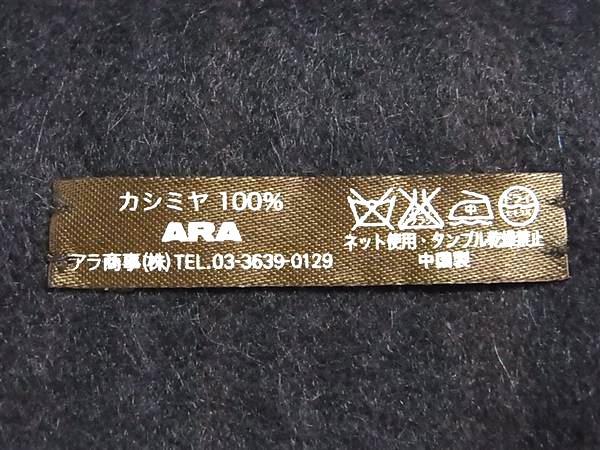 カシミヤ 100%
ARA
アラ商事(株) TEL.03-3639-0129
中
ネット使用・タンブル乾燥禁止
中国製